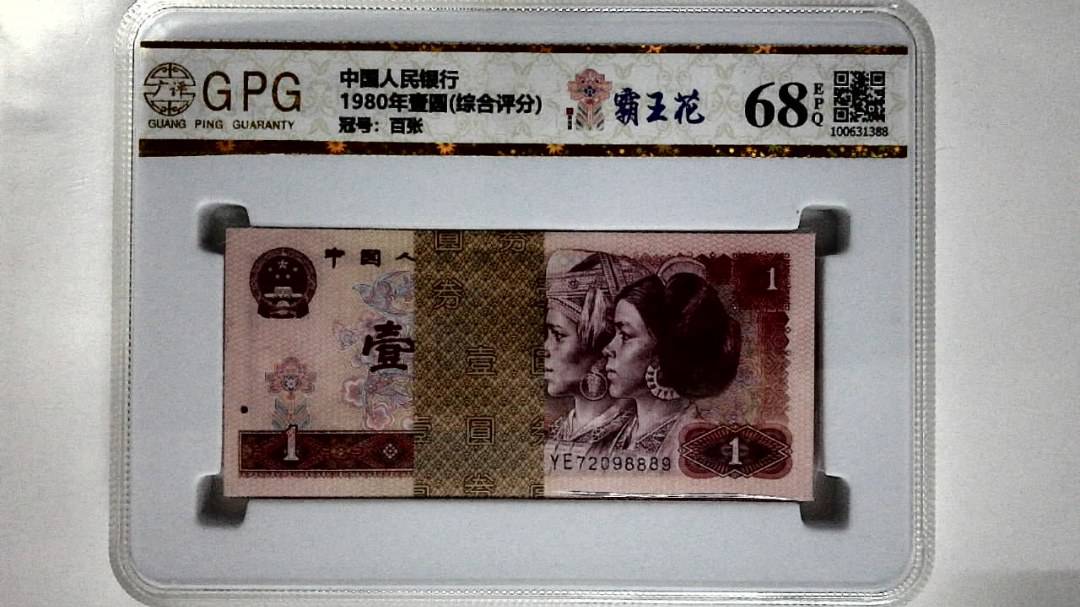 GPG
GUANG PING GUARANTY
中国人民银行
1980年壹圆(综合评分)
冠号：百张
霸王花
68
EPQ
100631388
中国人
壹
1
圆 券
券
壹
圆
1
YE72098889
1